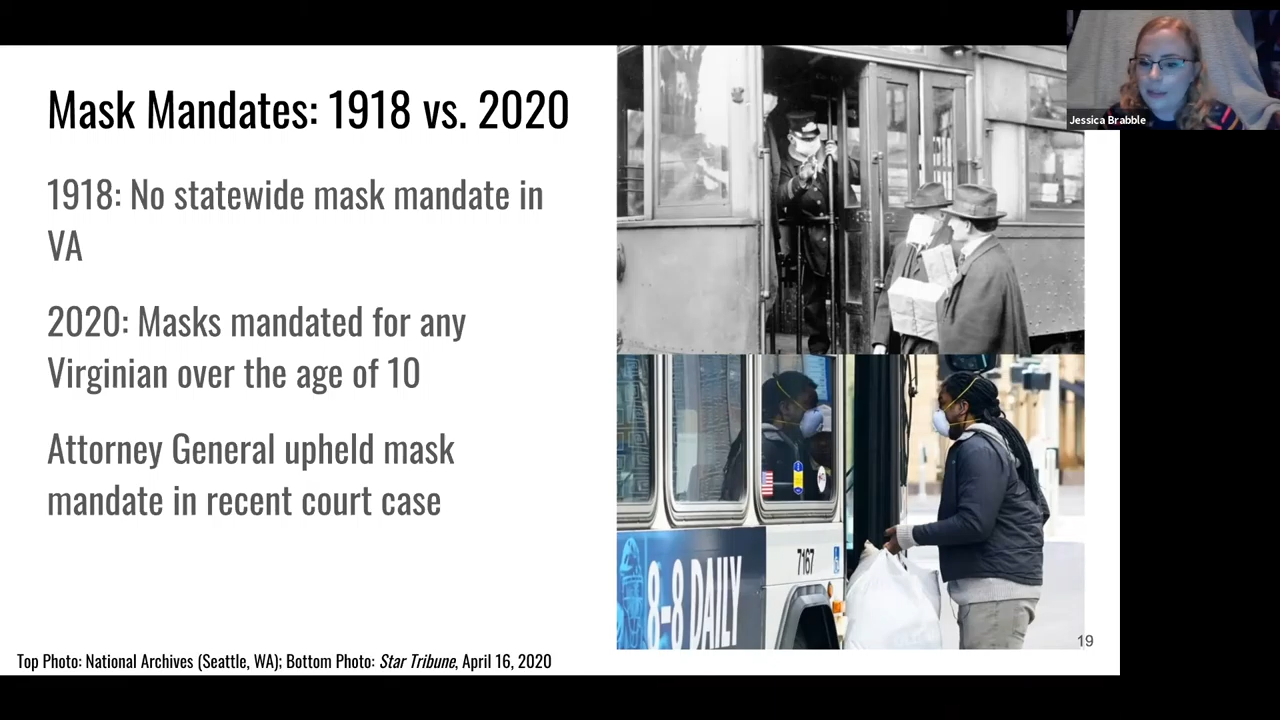 Jessica Brabble
Mask Mandates: 1918 vs. 2020
1918: No statewide mask mandate in
VA
2020: Masks mandated for any
Virginian over the age of 10
Attorney General upheld mask
mandate in recent court case
7167
8-8 DAILY
19
Top Photo: National Archives (Seattle, WA); Bottom Photo: Star Tribune, April 16, 2020